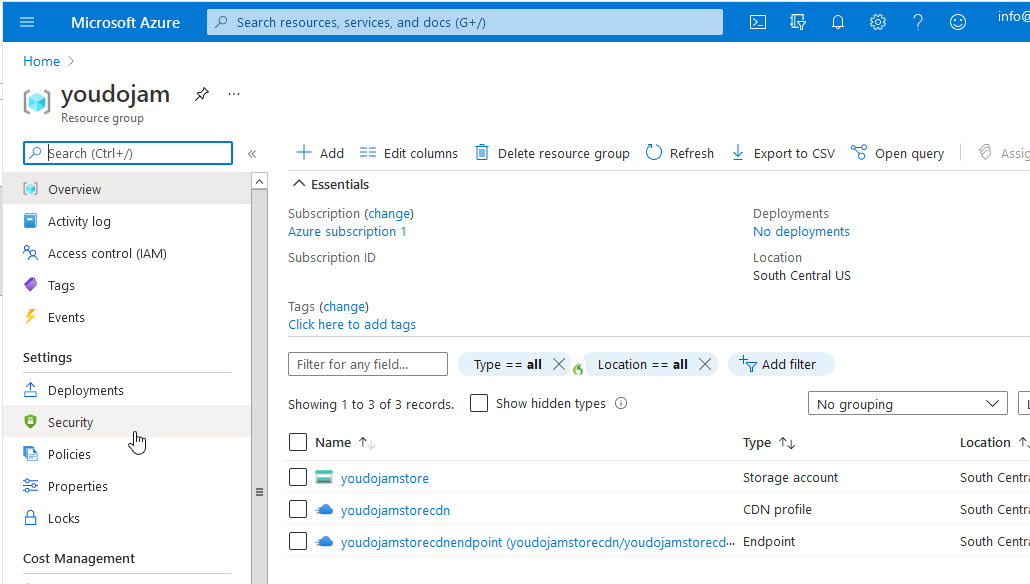 Microsoft Azure
Search resources, services, and docs (G+/)
info@
Home
youdojam
...
Resource group
Search (Ctrl+/)
«
Overview
Activity log
Access control (IAM)
Tags
Events
Settings
Deployments
Security
Policies
Properties
Locks
Cost Management
Add
Edit columns
Delete resource group
Refresh
Export to CSV
Open query
Assig
Essentials
Subscription (change)
Azure subscription 1
Subscription ID
Deployments
No deployments
Location
South Central US
Tags (change)
Click here to add tags
Filter for any field...
Type == all
Location == all
Add filter
Showing 1 to 3 of 3 records.
Show hidden types
No grouping
Name ↑↓
Type ↑↓
Location ↑
youdojamstore
Storage account
South Centra
youdojamstorecdn
CDN profile
South Centra
youdojamstorecdnendpoint (youdojamstorecdn/youdojamstorecd...
Endpoint
South Centra